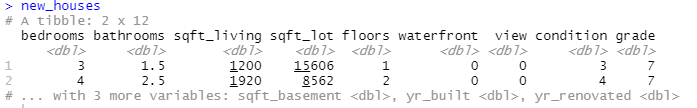 > new_houses
# A tibble: 2 x 12
bedrooms bathrooms sqft_living sqft_lot floors waterfront view condition grade
<dbl> <dbl> <dbl> <dbl> <dbl> <dbl> <dbl> <dbl> <dbl>
1 3 1.5 1200 15606 1 0 0 3 7
2 4 2.5 1920 8562 2 0 0 4 7
# ... with 3 more variables: sqft_basement <dbl>, yr_built <dbl>, yr_renovated <dbl>